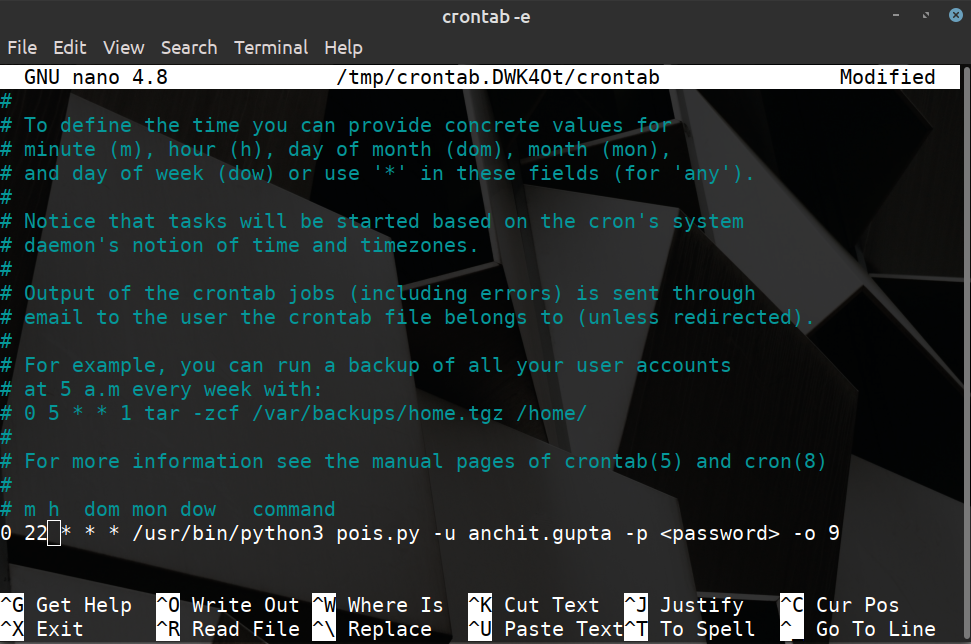 crontab -e
File Edit View Search Terminal Help
GNU nano 4.8 /tmp/crontab.DWK4Ot/crontab Modified
#
# To define the time you can provide concrete values for
# minute (m), hour (h), day of month (dom), month (mon),
# and day of week (dow) or use '*' in these fields (for 'any').
#
# Notice that tasks will be started based on the cron's system
# daemon's notion of time and timezones.
#
# Output of the crontab jobs (including errors) is sent through
# email to the user the crontab file belongs to (unless redirected).
#
# For example, you can run a backup of all your user accounts
# at 5 a.m every week with:
# 0 5 * * 1 tar -zcf /var/backups/home.tgz /home/
#
# For more information see the manual pages of crontab(5) and cron(8)
#
# m h  dom mon dow   command
0 22 * * * /usr/bin/python3 pois.py -u anchit.gupta -p <password> -o 9
^G Get Help ^O Write Out ^W Where Is ^K Cut Text ^J Justify ^C Cur Pos
^X Exit ^R Read File ^\ Replace ^U Paste Text ^T To Spell ^_ Go To Line